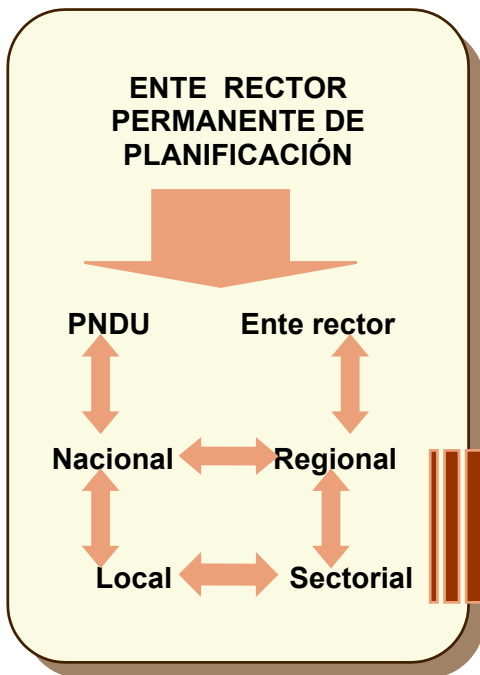 ENTE RECTOR
PERMANENTE DE
PLANIFICACIÓN
PNDU Ente rector
Nacional Regional
Local Sectorial